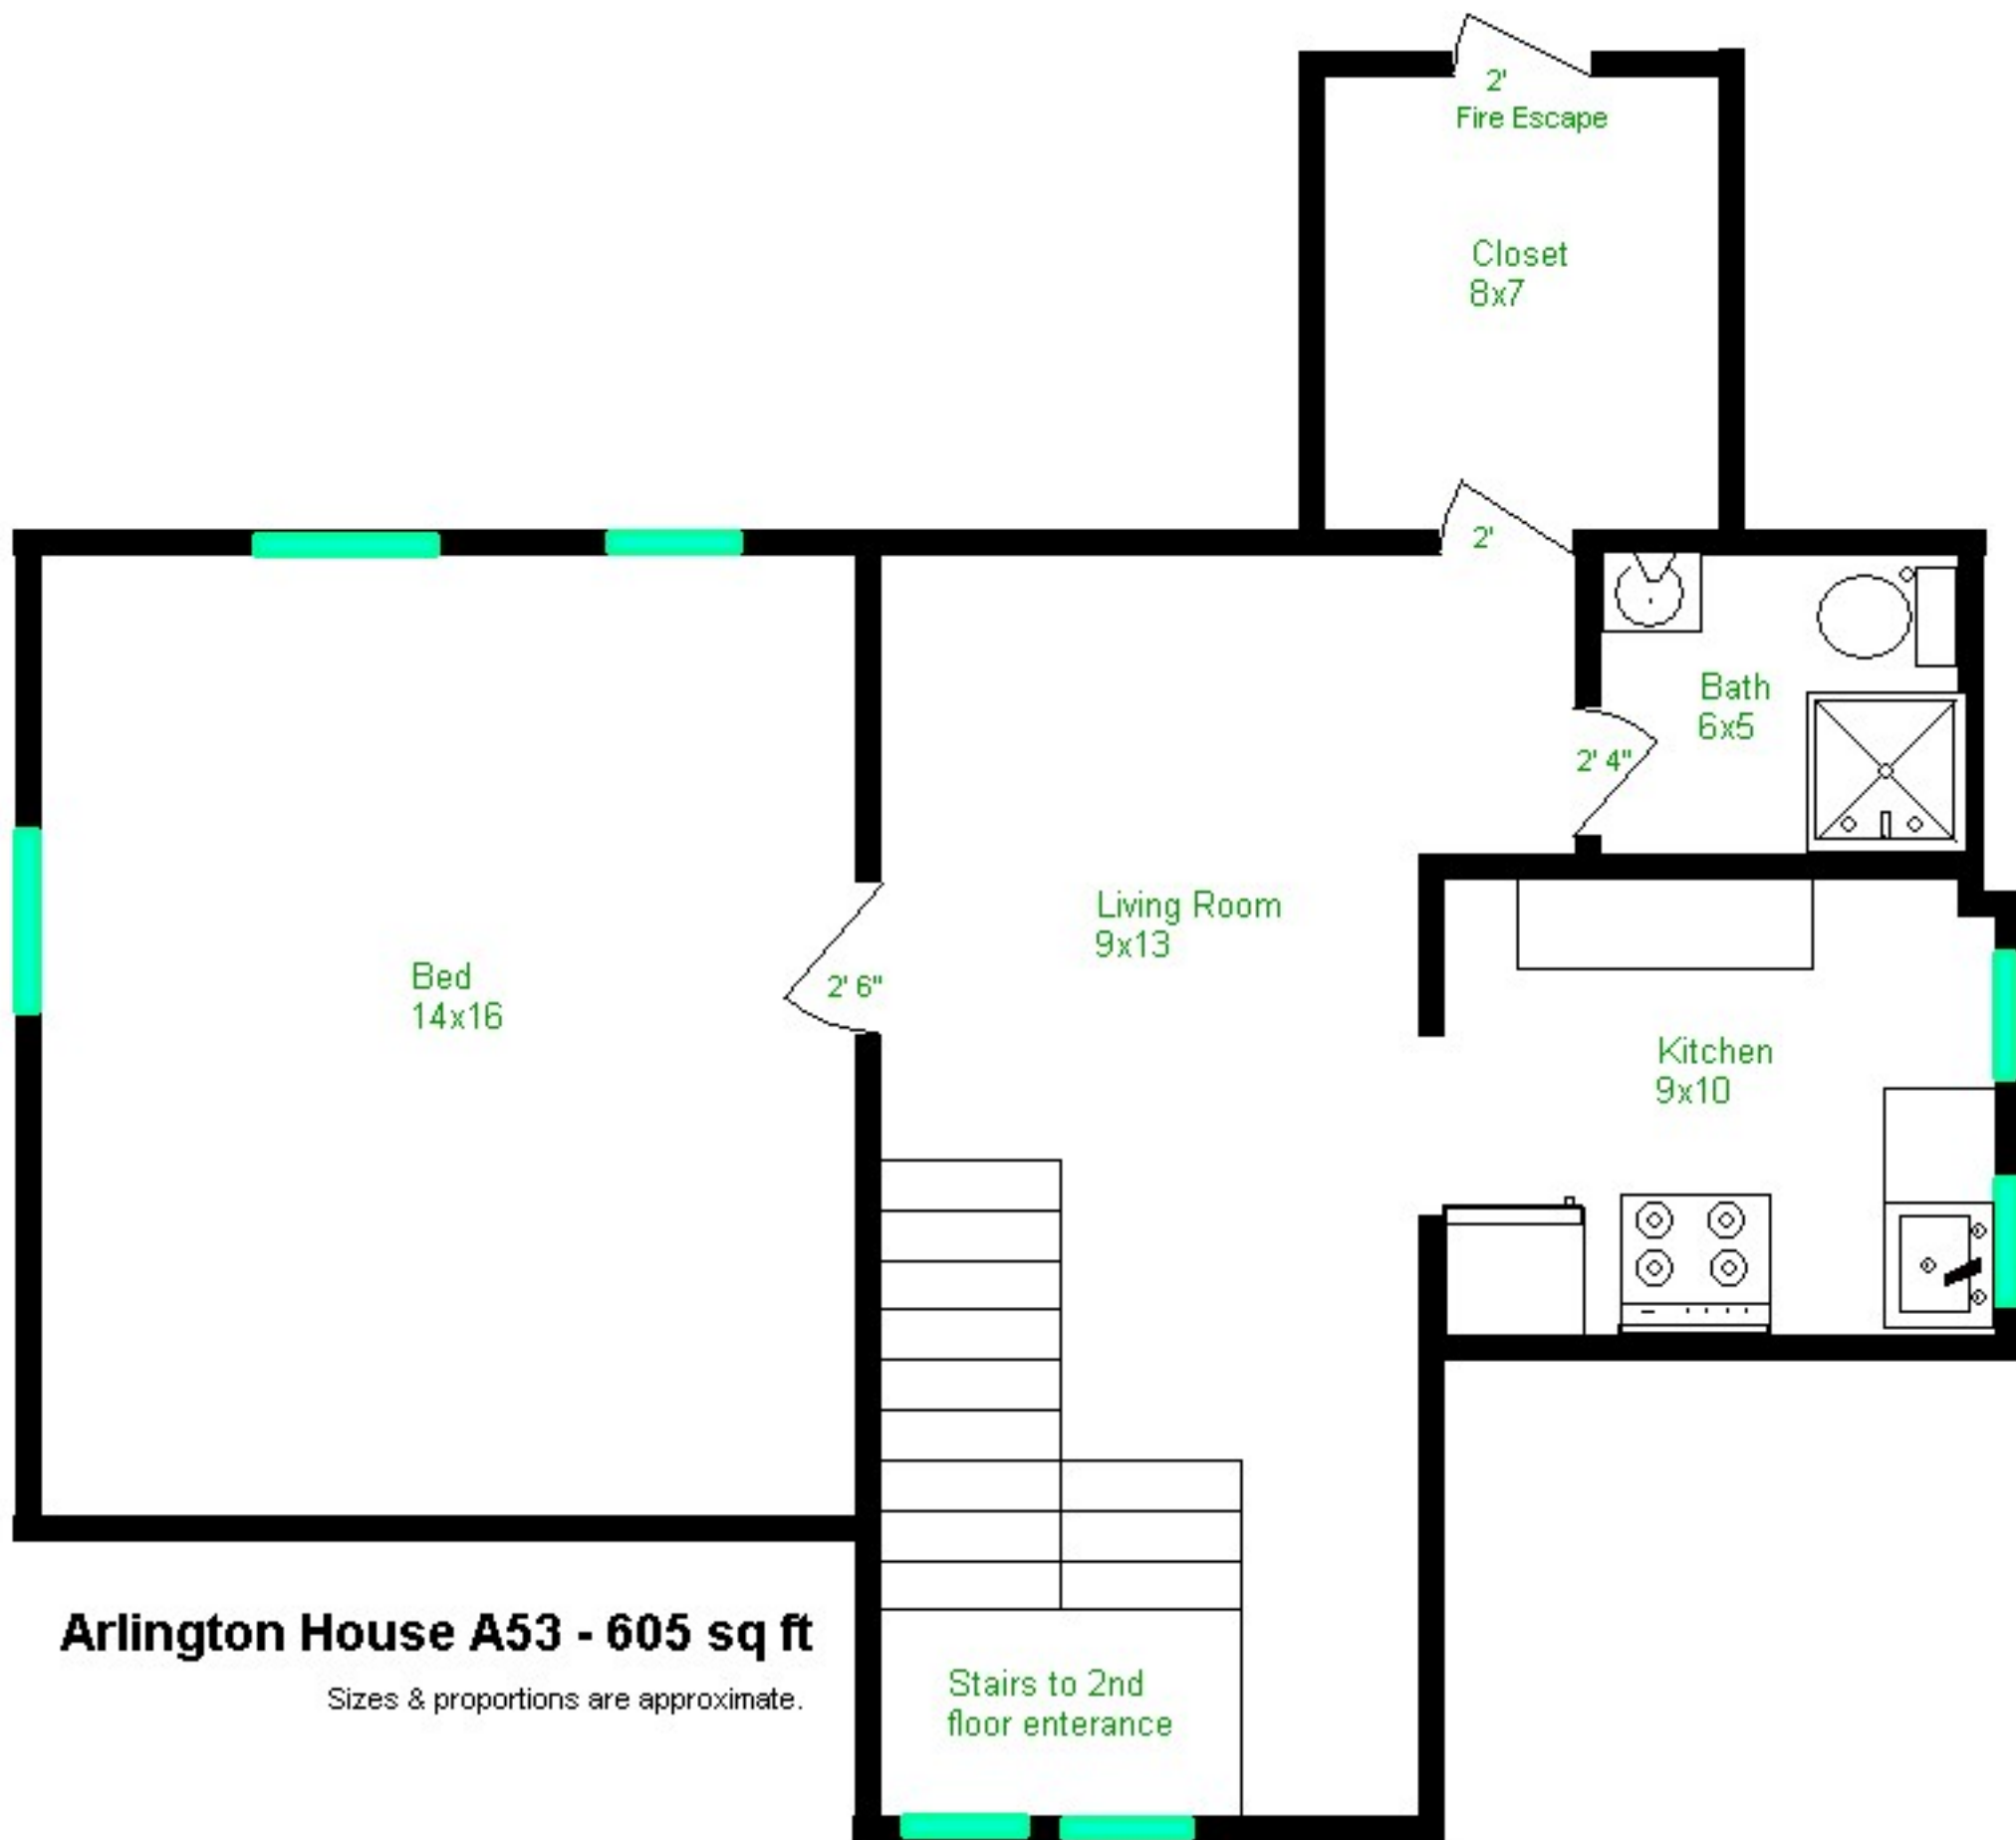 2'
Fire Escape
Closet
8x7
2'
Bath
6x5
2' 4"
Living Room
9x13
Bed
14x16
2' 6"
Kitchen
9x10
Arlington House A53 - 605 sq ft
Sizes & proportions are approximate.
Stairs to 2nd
floor enterance